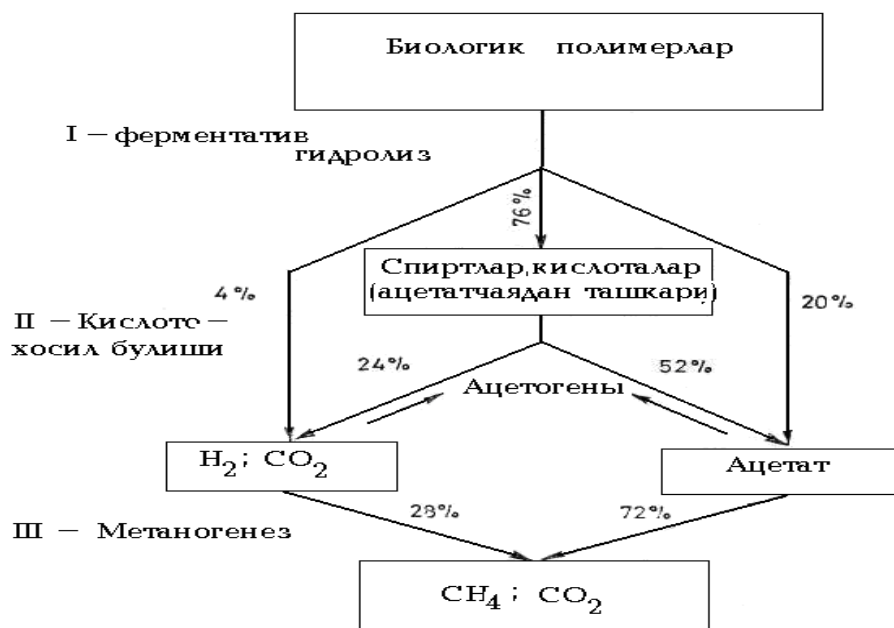 Биологик полимерлар
I – ферментатив
гидролиз
76%
Спиртлар,кислоталар
(ацетатчаядан ташкари)
4%
20%
II – Кислото –
хосил булиши
24%
52%
Ацетогены
H₂; CO₂
Ацетат
28%
72%
III – Метаногенез
CH₄; CO₂